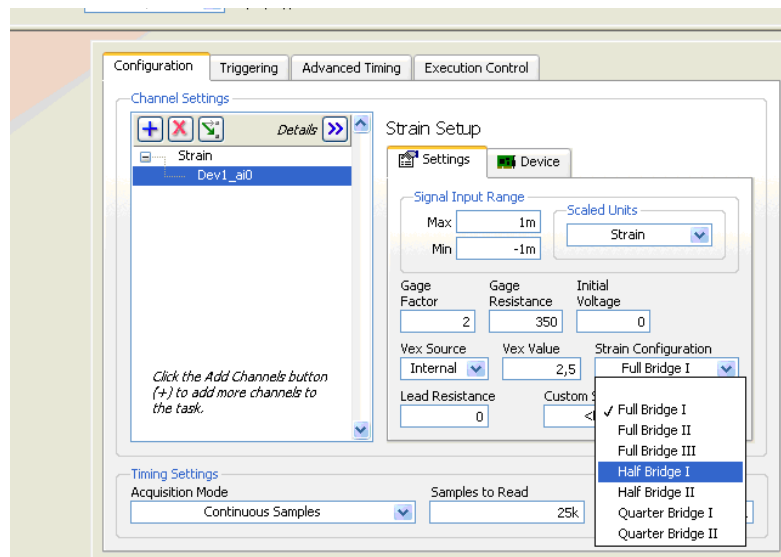 Configuration Triggering Advanced Timing Execution Control
Channel Settings
Details
Strain
Dev1_ai0
Click the Add Channels button
(+) to add more channels to
the task.
Strain Setup
Settings Device
Signal Input Range
Max 1m
Min -1m
Scaled Units
Strain
Gage Factor 2
Gage Resistance 350
Initial Voltage 0
Vex Source Internal
Vex Value 2,5
Strain Configuration
Full Bridge I
Lead Resistance 0
Custom
Full Bridge I
Full Bridge II
Full Bridge III
Half Bridge I
Half Bridge II
Quarter Bridge I
Quarter Bridge II
Timing Settings
Acquisition Mode
Continuous Samples
Samples to Read
25k